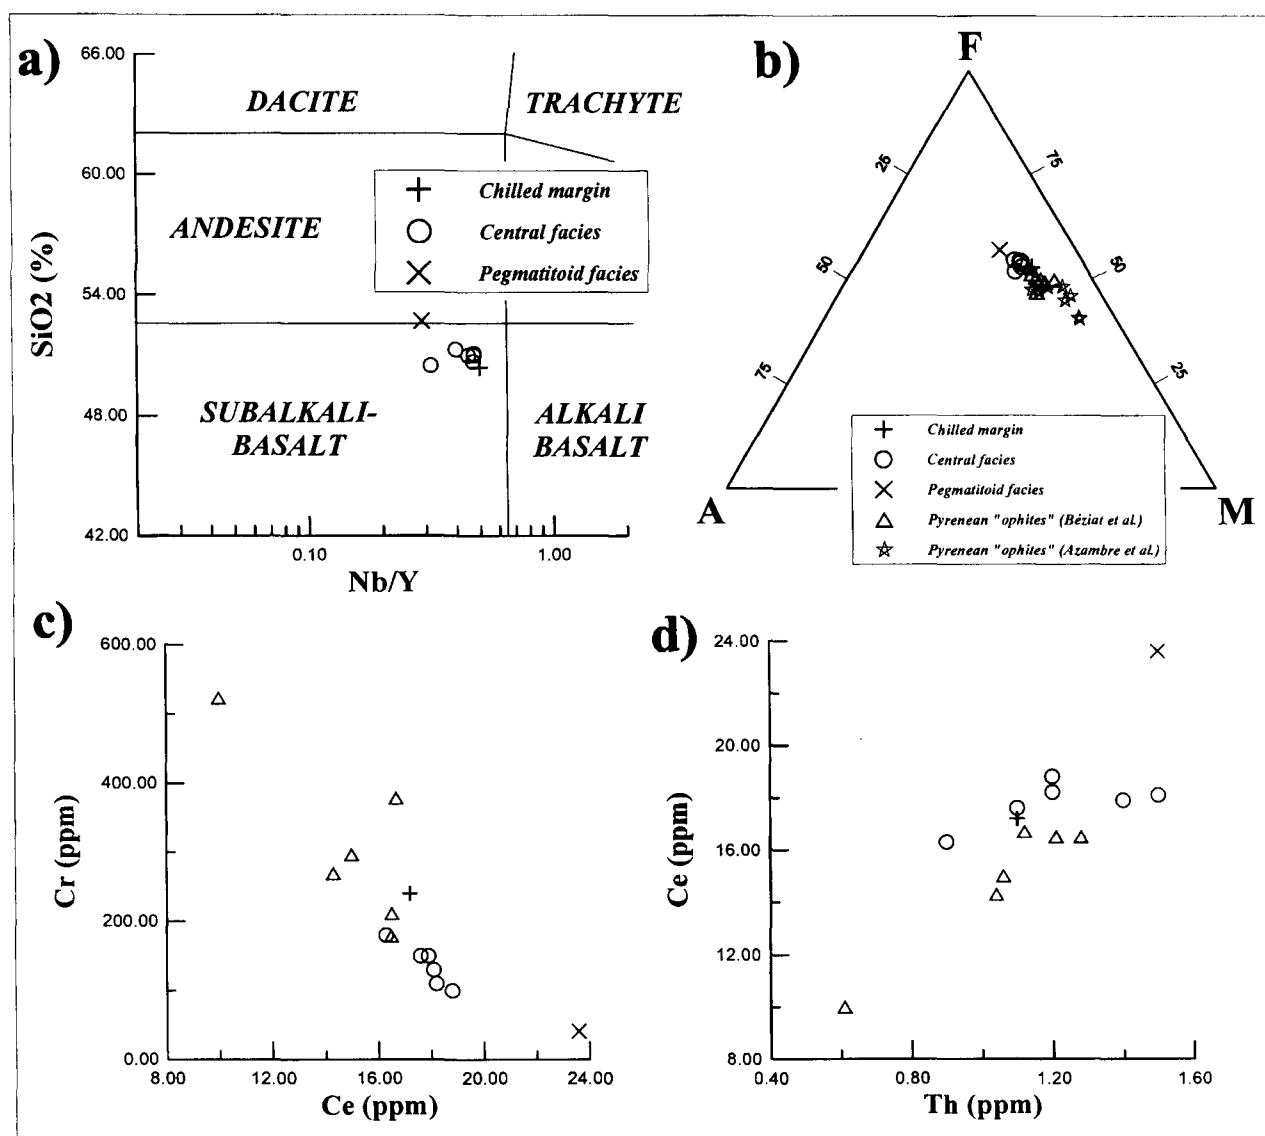 a)
66.00
60.00
54.00
48.00
42.00
SiO2 (%)
DACITE
TRACHYTE
ANDESITE
Chilled margin
Central facies
Pegmatitoid facies
SUBALKALI-
BASALT
ALKALI
BASALT
0.10
1.00
Nb/Y
b)
F
25
75
50
50
75
25
A
M
Chilled margin
Central facies
Pegmatitoid facies
Pyrenean "ophites" (Béziat et al.)
Pyrenean "ophites" (Azambre et al.)
c)
600.00
400.00
200.00
0.00
Cr (ppm)
8.00
12.00
16.00
20.00
24.00
Ce (ppm)
d)
24.00
20.00
16.00
12.00
8.00
Ce (ppm)
0.40
0.80
1.20
1.60
Th (ppm)